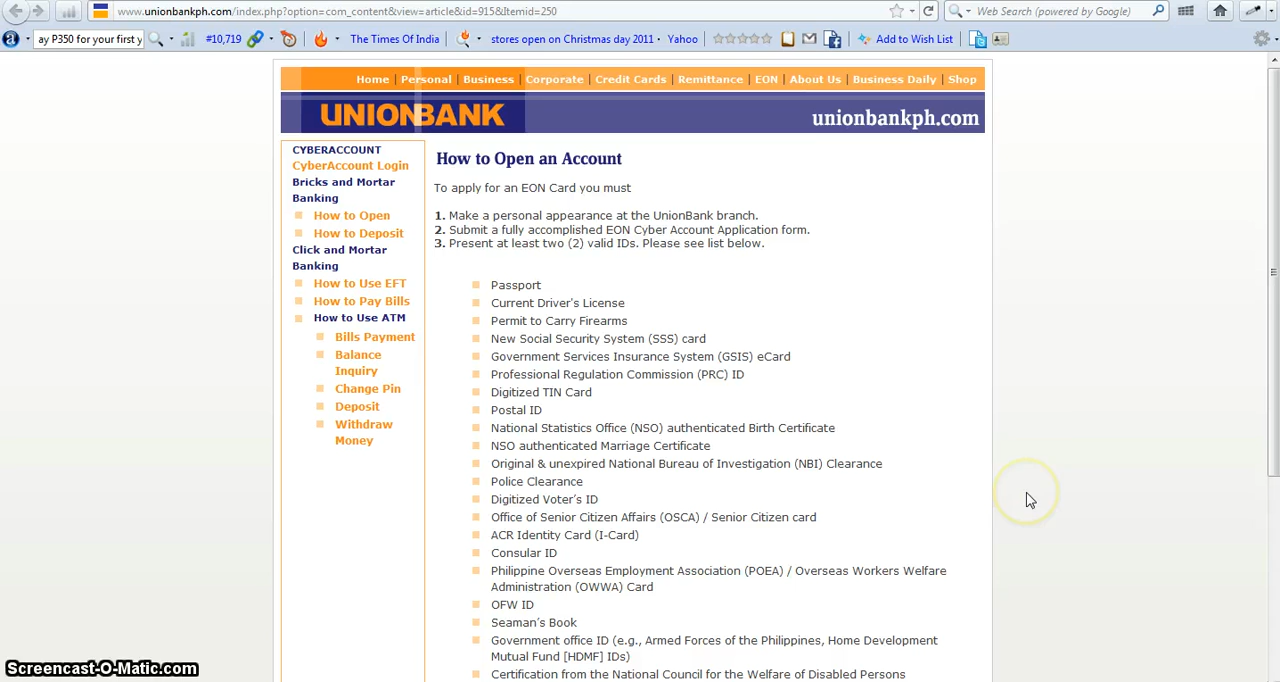 www.unionbankph.com/index.php?option=com_content&view=article&id=915&Itemid=250
Web Search (powered by Google)
ay P350 for your first y
#10,719
The Times Of India
stores open on Christmas day 2011 · Yahoo
Add to Wish List
Home | Personal | Business | Corporate | Credit Cards | Remittance | EON | About Us | Business Daily | Shop
UNIONBANK
unionbankph.com
CYBERACCOUNT
CyberAccount Login
Bricks and Mortar
Banking
How to Open
How to Deposit
Click and Mortar
Banking
How to Use EFT
How to Pay Bills
How to Use ATM
Bills Payment
Balance
Inquiry
Change Pin
Deposit
Withdraw
Money
How to Open an Account
To apply for an EON Card you must
1. Make a personal appearance at the UnionBank branch.
2. Submit a fully accomplished EON Cyber Account Application form.
3. Present at least two (2) valid IDs. Please see list below.
Passport
Current Driver's License
Permit to Carry Firearms
New Social Security System (SSS) card
Government Services Insurance System (GSIS) eCard
Professional Regulation Commission (PRC) ID
Digitized TIN Card
Postal ID
National Statistics Office (NSO) authenticated Birth Certificate
NSO authenticated Marriage Certificate
Original & unexpired National Bureau of Investigation (NBI) Clearance
Police Clearance
Digitized Voter´s ID
Office of Senior Citizen Affairs (OSCA) / Senior Citizen card
ACR Identity Card (I-Card)
Consular ID
Philippine Overseas Employment Association (POEA) / Overseas Workers Welfare
Administration (OWWA) Card
OFW ID
Seaman´s Book
Government office ID (e.g., Armed Forces of the Philippines, Home Development
Mutual Fund [HDMF] IDs)
Certification from the National Council for the Welfare of Disabled Persons
Screencast-O-Matic.com